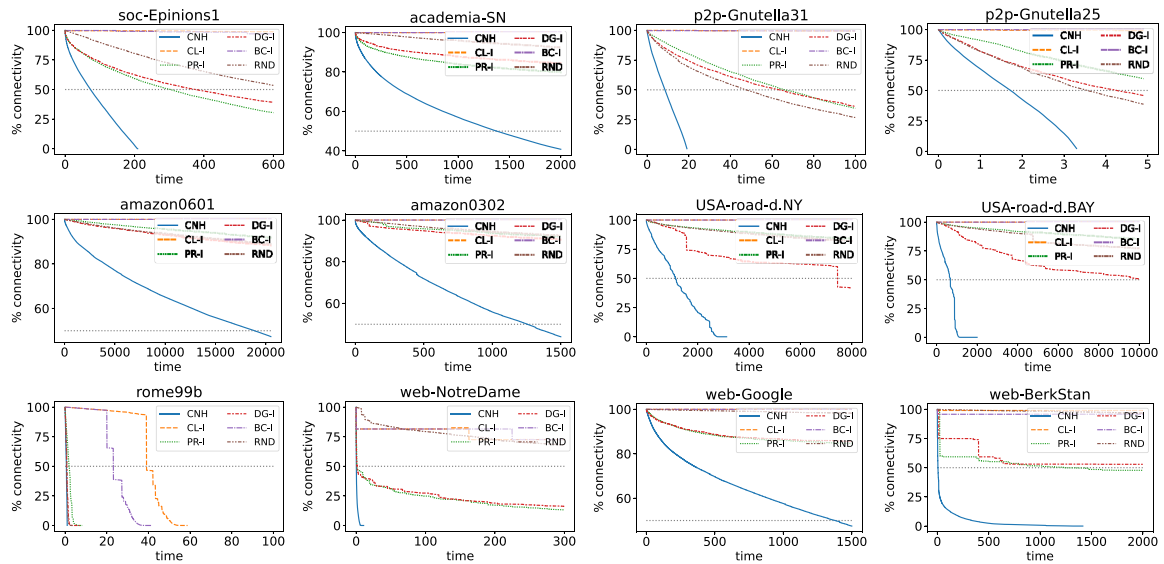 soc-Epinions1
% connectivity
100
75
50
25
0
CNH DG-I
CL-I BC-I
PR-I RND
0 200 400 600
time
academia-SN
% connectivity
100
80
60
40
CNH DG-I
CL-I BC-I
PR-I RND
0 500 1000 1500 2000
time
p2p-Gnutella31
% connectivity
100
75
50
25
0
CNH DG-I
CL-I BC-I
PR-I RND
0 20 40 60 80 100
time
p2p-Gnutella25
% connectivity
100
75
50
25
0
CNH DG-I
CL-I BC-I
PR-I RND
0 1 2 3 4 5
time
amazon0601
% connectivity
100
80
60
CNH DG-I
CL-I BC-I
PR-I RND
0 5000 10000 15000 20000
time
amazon0302
% connectivity
100
80
60
CNH DG-I
CL-I BC-I
PR-I RND
0 500 1000 1500
time
USA-road-d.NY
% connectivity
100
75
50
25
0
CNH DG-I
CL-I BC-I
PR-I RND
0 2000 4000 6000 8000
time
USA-road-d.BAY
% connectivity
100
75
50
25
0
CNH DG-I
CL-I BC-I
PR-I RND
0 2000 4000 6000 8000 10000
time
rome99b
% connectivity
100
75
50
25
0
CNH DG-I
CL-I BC-I
PR-I RND
0 20 40 60 80 100
time
web-NotreDame
% connectivity
100
75
50
25
0
CNH DG-I
CL-I BC-I
PR-I RND
0 100 200 300
time
web-Google
% connectivity
100
80
60
CNH DG-I
CL-I BC-I
PR-I RND
0 500 1000 1500
time
web-BerkStan
% connectivity
100
75
50
25
0
CNH DG-I
CL-I BC-I
PR-I RND
0 500 1000 1500 2000
time